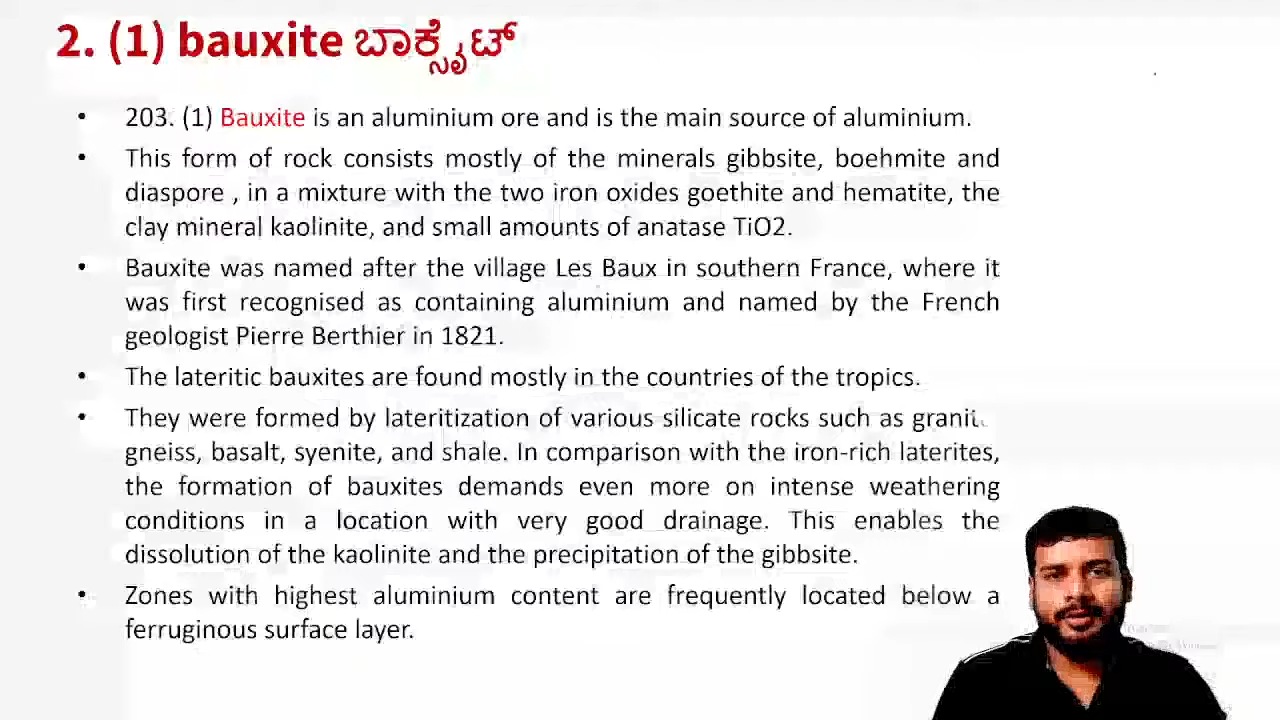 2. (1) bauxite ಬಾಕ್ಸೈಟ್
• 203. (1) Bauxite is an aluminium ore and is the main source of aluminium.
• This form of rock consists mostly of the minerals gibbsite, boehmite and
diaspore , in a mixture with the two iron oxides goethite and hematite, the
clay mineral kaolinite, and small amounts of anatase TiO2.
• Bauxite was named after the village Les Baux in southern France, where it
was first recognised as containing aluminium and named by the French
geologist Pierre Berthier in 1821.
• The lateritic bauxites are found mostly in the countries of the tropics.
• They were formed by lateritization of various silicate rocks such as granit
gneiss, basalt, syenite, and shale. In comparison with the iron-rich laterites,
the formation of bauxites demands even more on intense weathering
conditions in a location with very good drainage. This enables the
dissolution of the kaolinite and the precipitation of the gibbsite.
• Zones with highest aluminium content are frequently located below a
ferruginous surface layer.